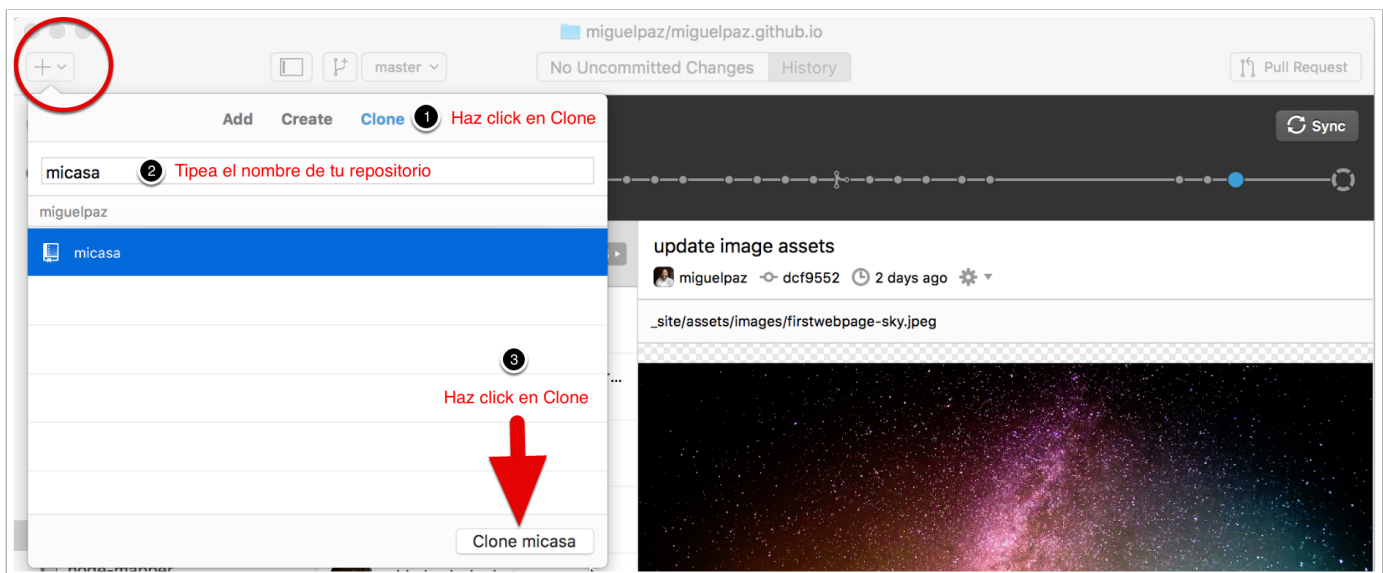 miguelpaz/miguelpaz.github.io
master
No Uncommitted Changes
History
Pull Request
Add
Create
Clone
1
Haz click en Clone
Sync
micasa
2
Tipea el nombre de tu repositorio
miguelpaz
micasa
update image assets
miguelpaz
dcf9552
2 days ago
_site/assets/images/firstwebpage-sky.jpeg
3
Haz click en Clone
Clone micasa
node-mapper